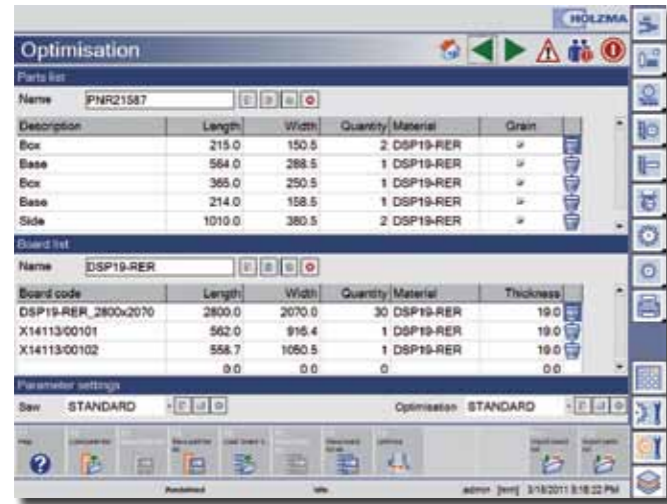 HOLZMA
Optimisation
Parts list
Name PNR21587
Description Length Width Quantity Material Grain
Box 215.0 150.5 2 DSP19-RER
Base 564.0 288.5 1 DSP19-RER
Box 365.0 250.5 1 DSP19-RER
Base 214.0 158.5 1 DSP19-RER
Side 1010.0 380.5 2 DSP19-RER
Board list
Name DSP19-RER
Board code Length Width Quantity Material Thickness
DSP19-RER_2800x2070 2800.0 2070.0 30 DSP19-RER 19.0
X14113/00101 562.0 916.4 1 DSP19-RER 19.0
X14113/00102 558.7 1050.5 1 DSP19-RER 19.0
0.0 0.0 0 0.0
Parameter settings
Saw STANDARD Optimisation STANDARD
Help
admin [mm] 3/18/2011